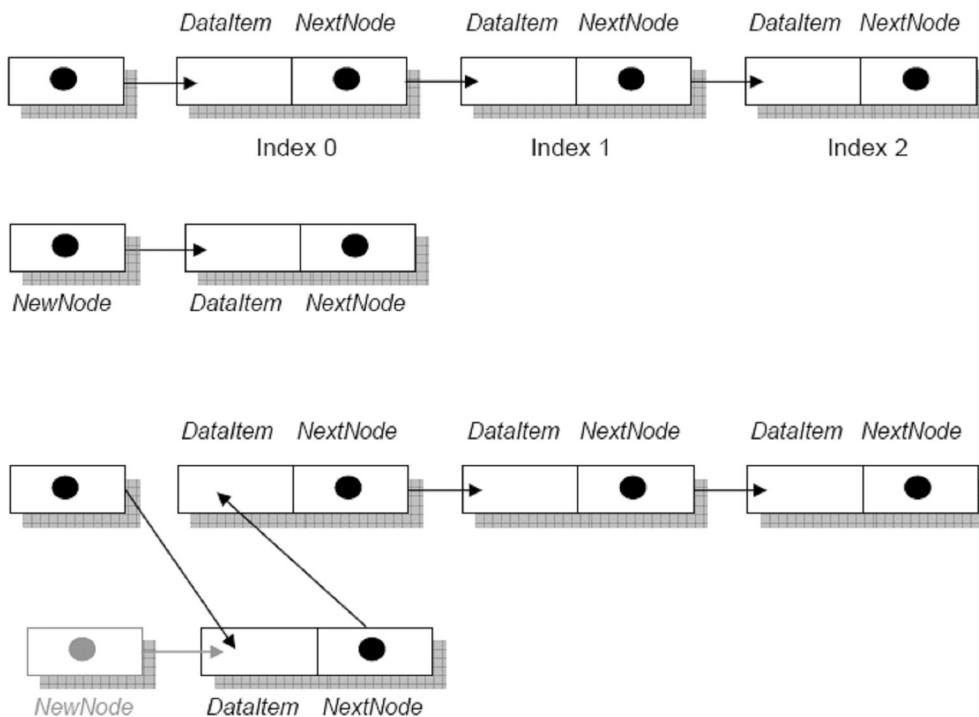 DataItem NextNode DataItem NextNode DataItem NextNode
Index 0 Index 1 Index 2
NewNode DataItem NextNode
DataItem NextNode DataItem NextNode DataItem NextNode
NewNode DataItem NextNode